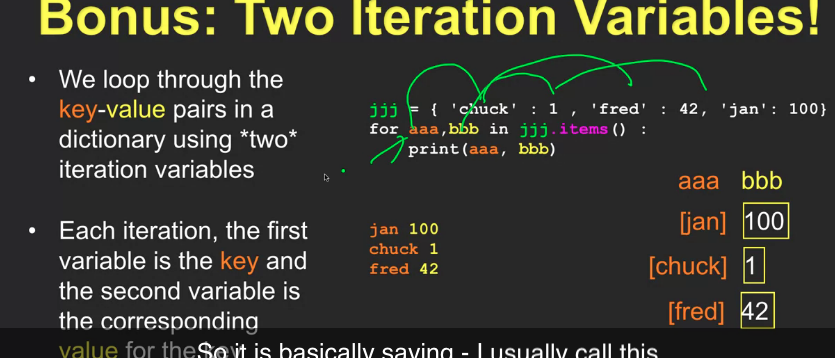 Bonus: Two Iteration Variables!
• We loop through the
key-value pairs in a
dictionary using *two*
iteration variables
• Each iteration, the first
variable is the key and
the second variable is
the corresponding
value for the key
jjj = { 'chuck' : 1 , 'fred' : 42, 'jan': 100}
for aaa,bbb in jjj.items() :
print(aaa, bbb)
jan 100
chuck 1
fred 42
aaa bbb
[jan] 100
[chuck] 1
[fred] 42
So it is basically saying - I usually call this